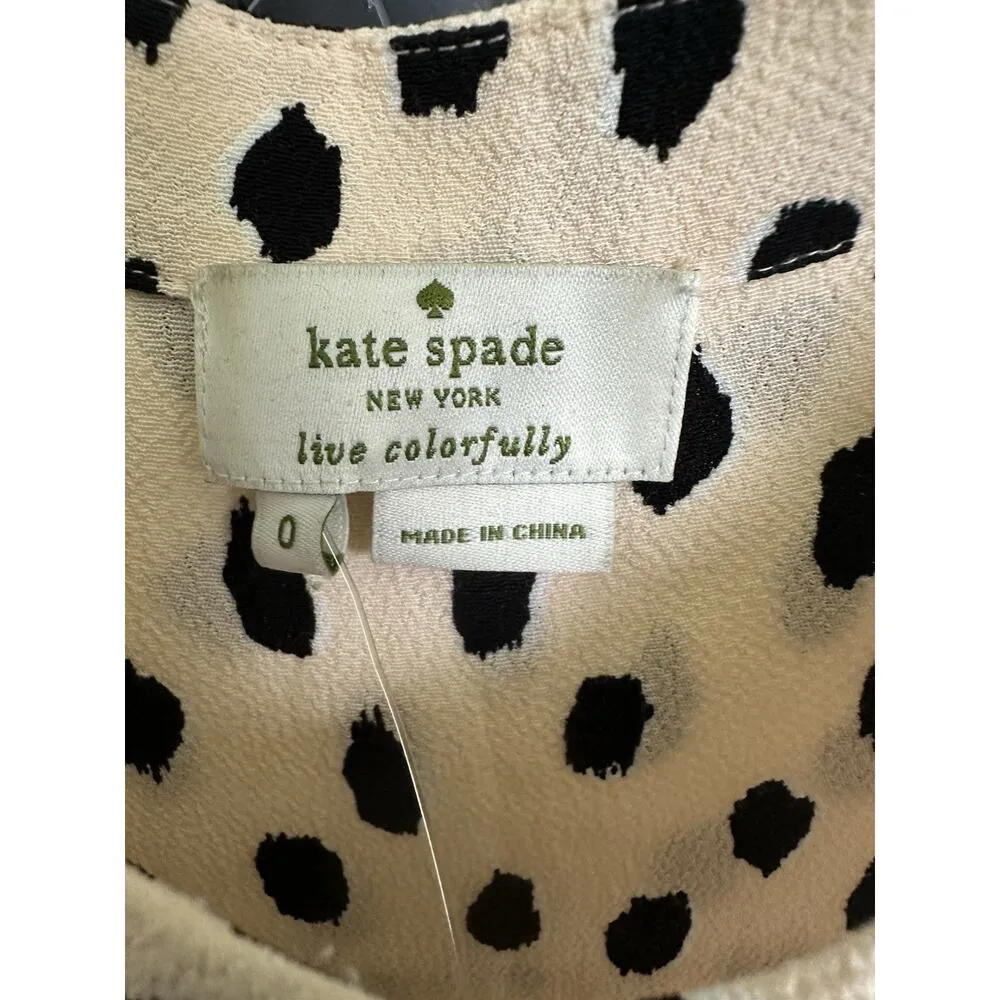 kate spade
NEW YORK
live colorfully
0
MADE IN CHINA